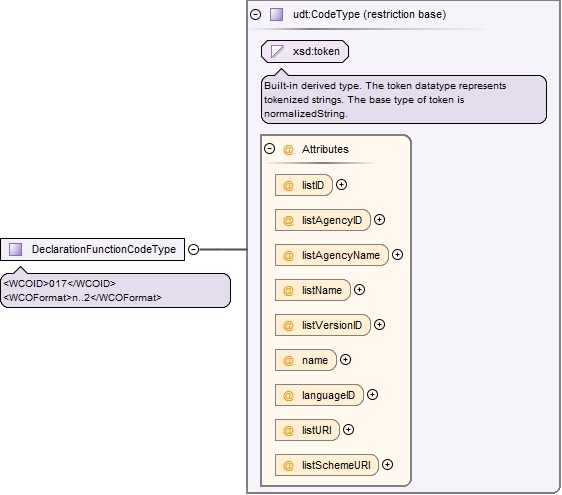 udt:CodeType (restriction base)
xsd:token
Built-in derived type. The token datatype represents
tokenized strings. The base type of token is
normalizedString.
@ Attributes
@ listID
@ listAgencyID
@ listAgencyName
@ listName
@ listVersionID
@ name
@ languageID
@ listURI
@ listSchemeURI
DeclarationFunctionCodeType
<WCOID>017</WCOID>
<WCOFormat>n..2</WCOFormat>